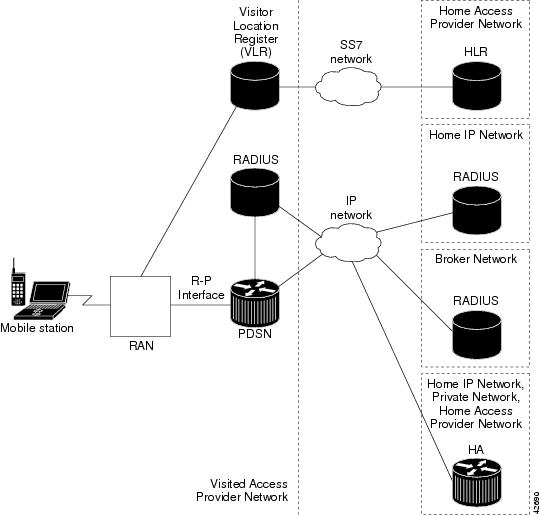 Visitor
Location
Register
(VLR)
SS7
network
Home Access
Provider Network
HLR
Home IP Network
RADIUS
RADIUS
IP
network
Broker Network
RADIUS
R-P
Interface
Mobile station
RAN
PDSN
Home IP Network,
Private Network,
Home Access
Provider Network
HA
Visited Access
Provider Network
42690